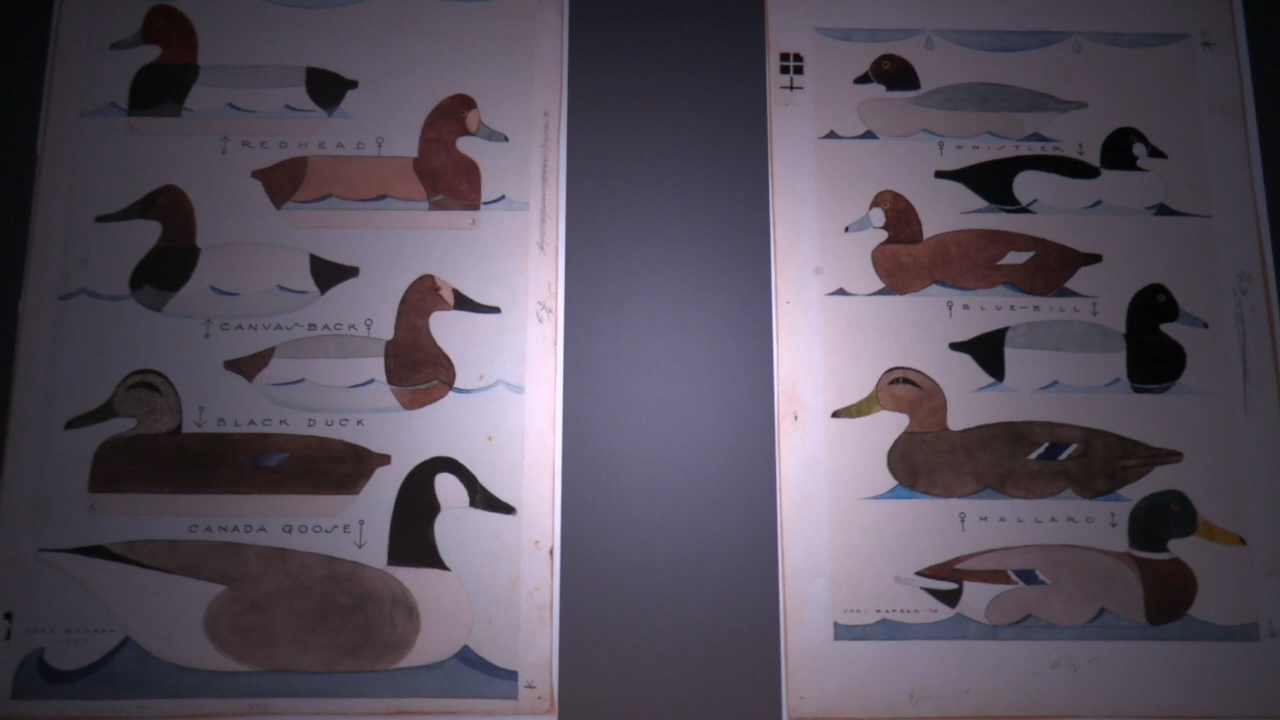 REDHEAD
CANVAS-BACK
BLACK DUCK
CANADA GOOSE
WHISTLER
BLUE-BILL
MALLARD
K